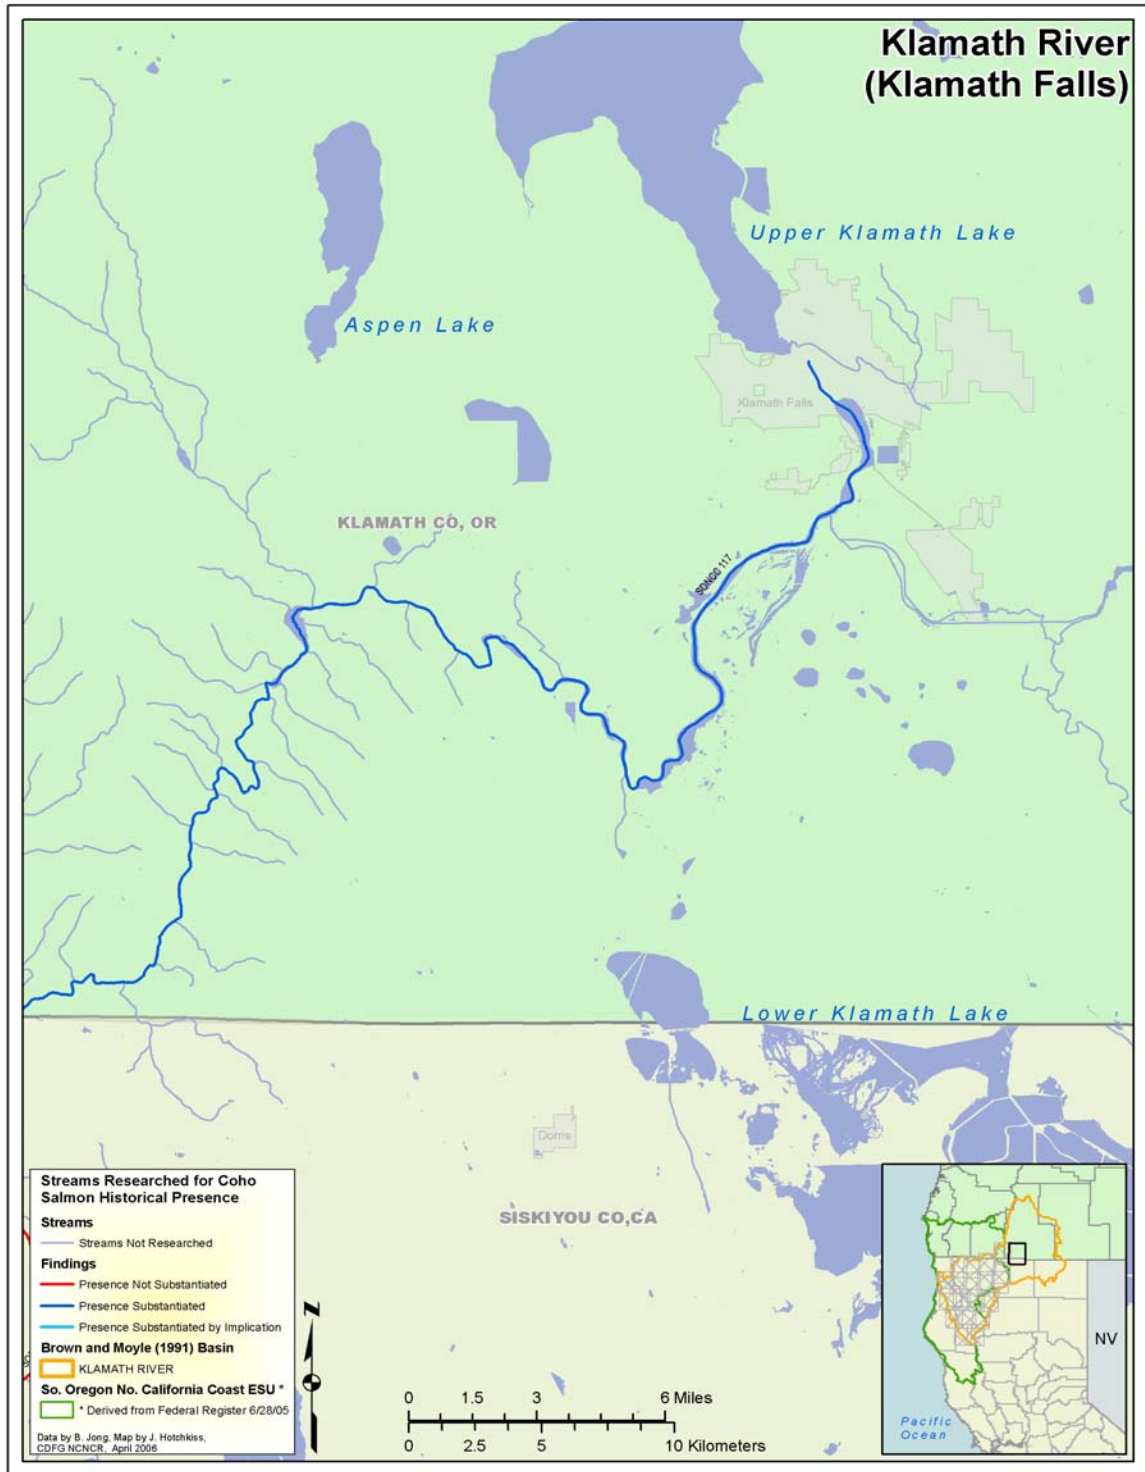 Klamath River
(Klamath Falls)
Upper Klamath Lake
Aspen Lake
Klamath Falls
KLAMATH CO, OR
SONCC 117
Lower Klamath Lake
Dorris
SISKIYOU CO,CA
Streams Researched for Coho
Salmon Historical Presence
Streams
Streams Not Researched
Findings
Presence Not Substantiated
Presence Substantiated
Presence Substantiated by Implication
Brown and Moyle (1991) Basin
KLAMATH RIVER
So. Oregon No. California Coast ESU *
* Derived from Federal Register 6/28/05
Data by B. Jong, Map by J. Hotchkiss,
CDFG NCNCR, April 2006
N
0 1.5 3 6 Miles
0 2.5 5 10 Kilometers
NV
Pacific
Ocean